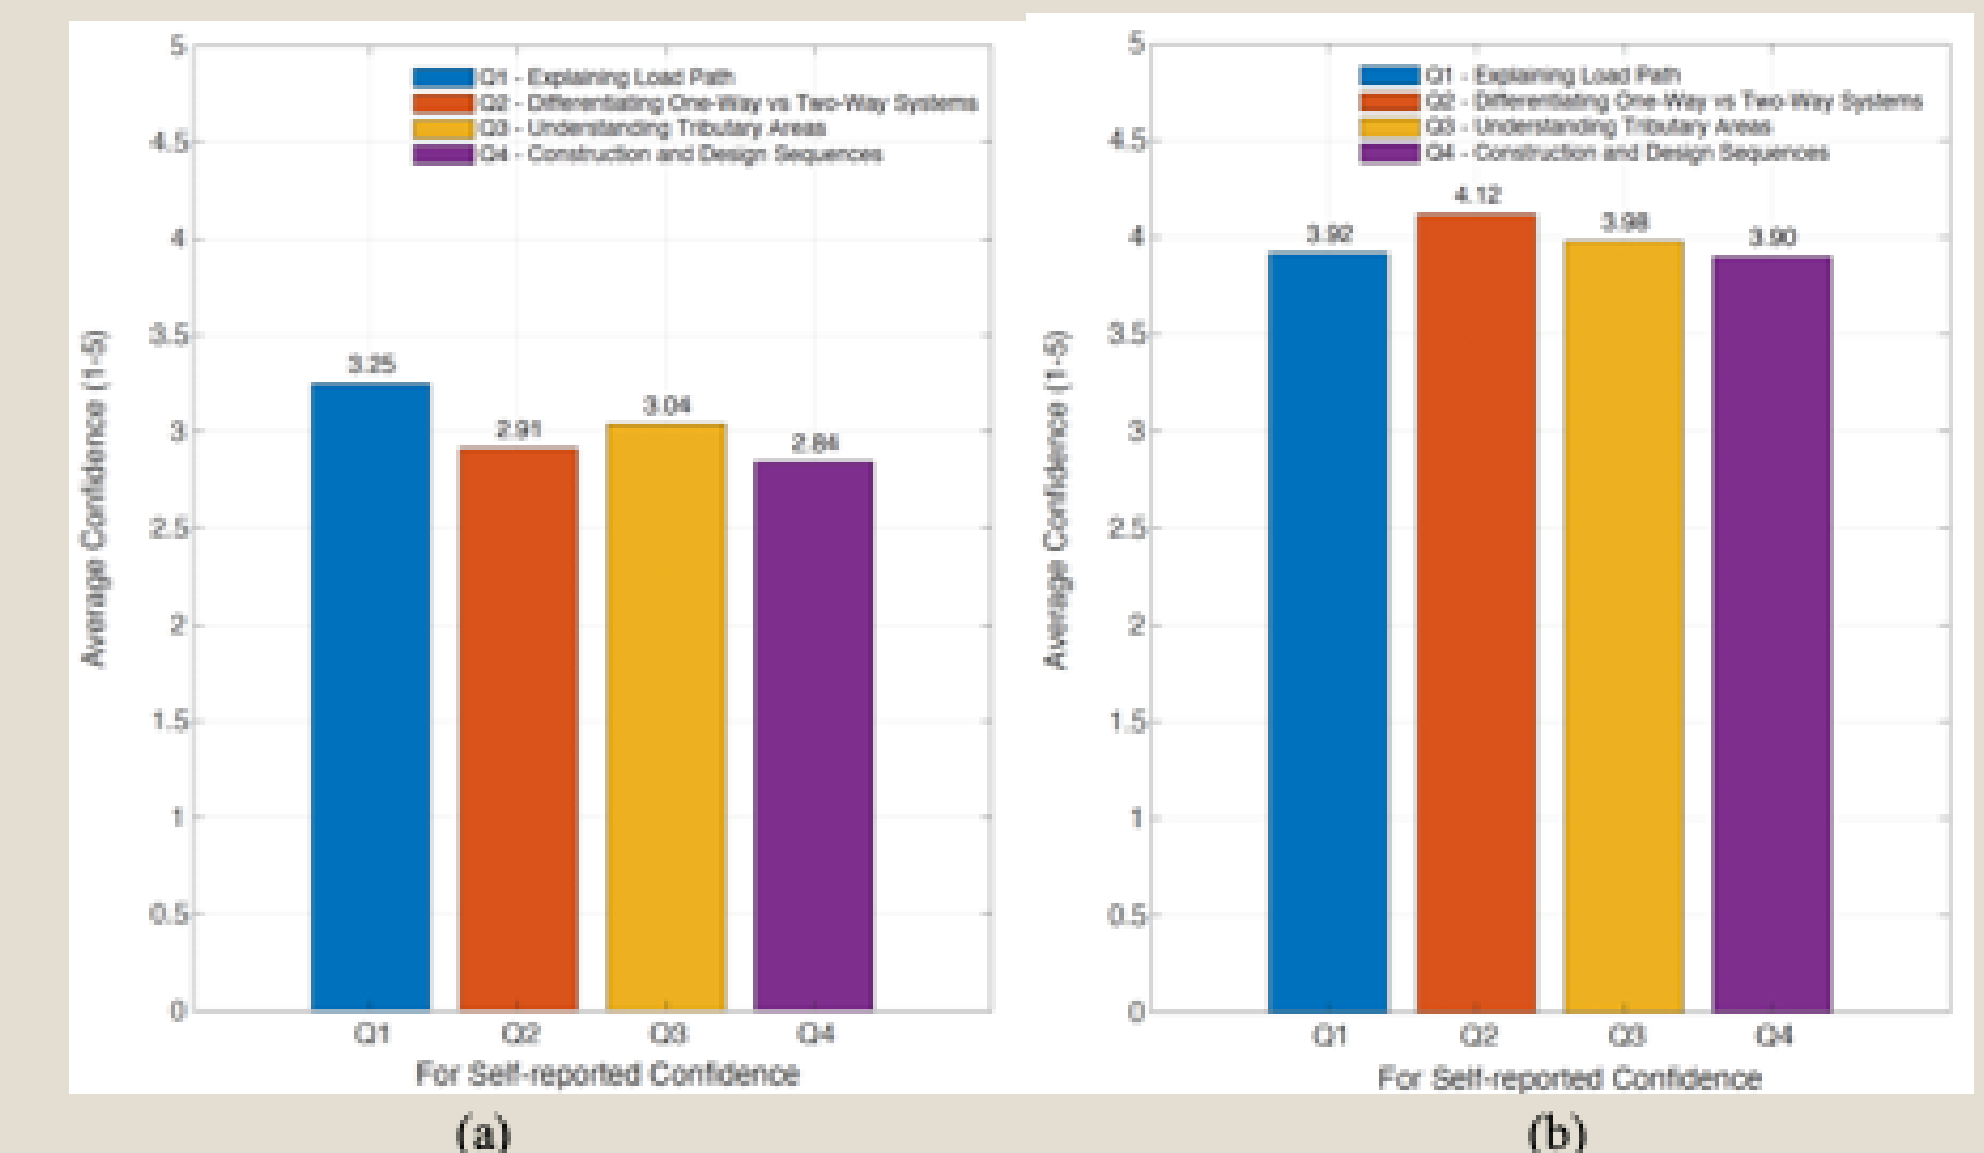 5
4.5
4
3.5
3
2.5
2
1.5
1
0.5
0
Average Confidence (1-5)
Q1 - Explaining Load Path
Q2 - Differentiating One-Way vs Two-Way Systems
Q3 - Understanding Tributary Areas
Q4 - Construction and Design Sequences
3.25
2.91
3.04
2.84
Q1 Q2 Q3 Q4
For Self-reported Confidence
(a)
5
4.5
4
3.5
3
2.5
2
1.5
1
0.5
0
Average Confidence (1-5)
Q1 - Explaining Load Path
Q2 - Differentiating One-Way vs Two-Way Systems
Q3 - Understanding Tributary Areas
Q4 - Construction and Design Sequences
3.92
4.12
3.98
3.90
Q1 Q2 Q3 Q4
For Self-reported Confidence
(b)